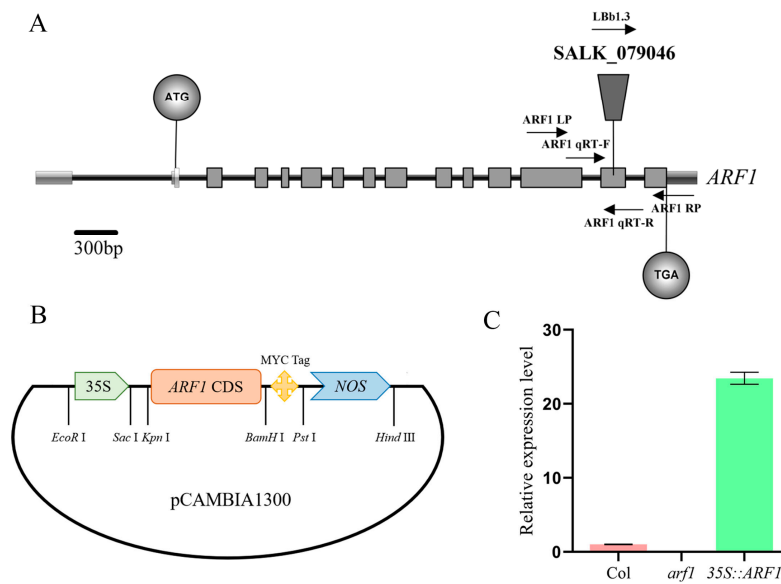 A
LBb1.3
SALK_079046
ATG
ARF1 LP
ARF1 qRT-F
ARF1
300bp
ARF1 RP
ARF1 qRT-R
TGA
B
MYC Tag
35S
ARF1 CDS
NOS
EcoR I
Sac I
Kpn I
BamH I
Pst I
Hind III
pCAMBIA1300
C
Relative expression level
30
20
10
0
Col
arf1
35S::ARF1